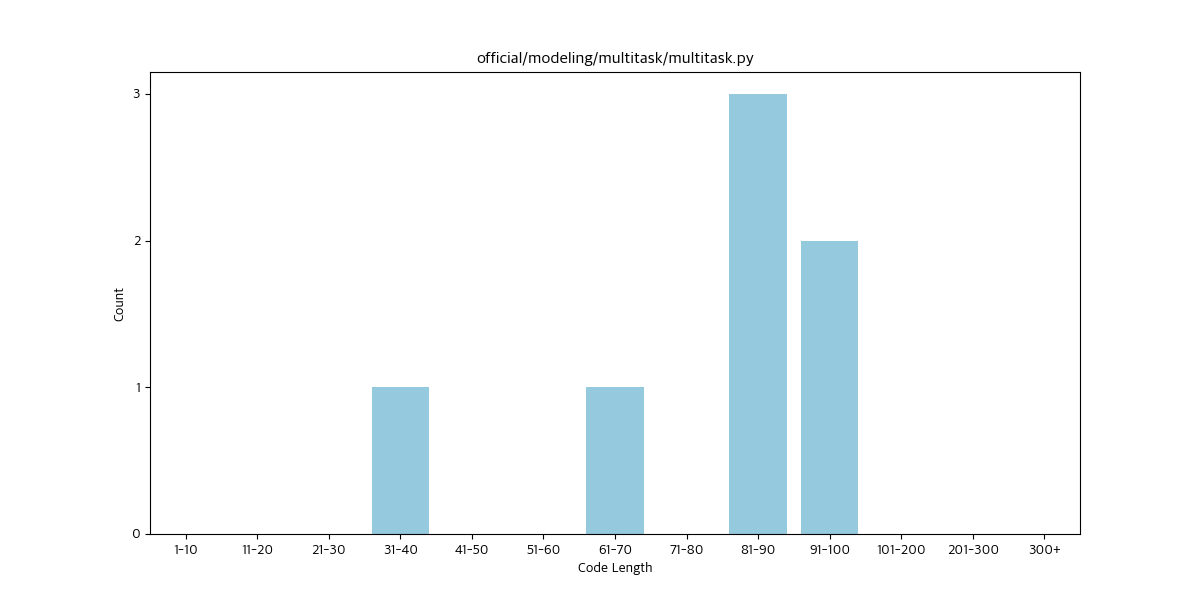 official/modeling/multitask/multitask.py
3
2
1
0
Count
1-10 11-20 21-30 31-40 41-50 51-60 61-70 71-80 81-90 91-100 101-200 201-300 300+
Code Length